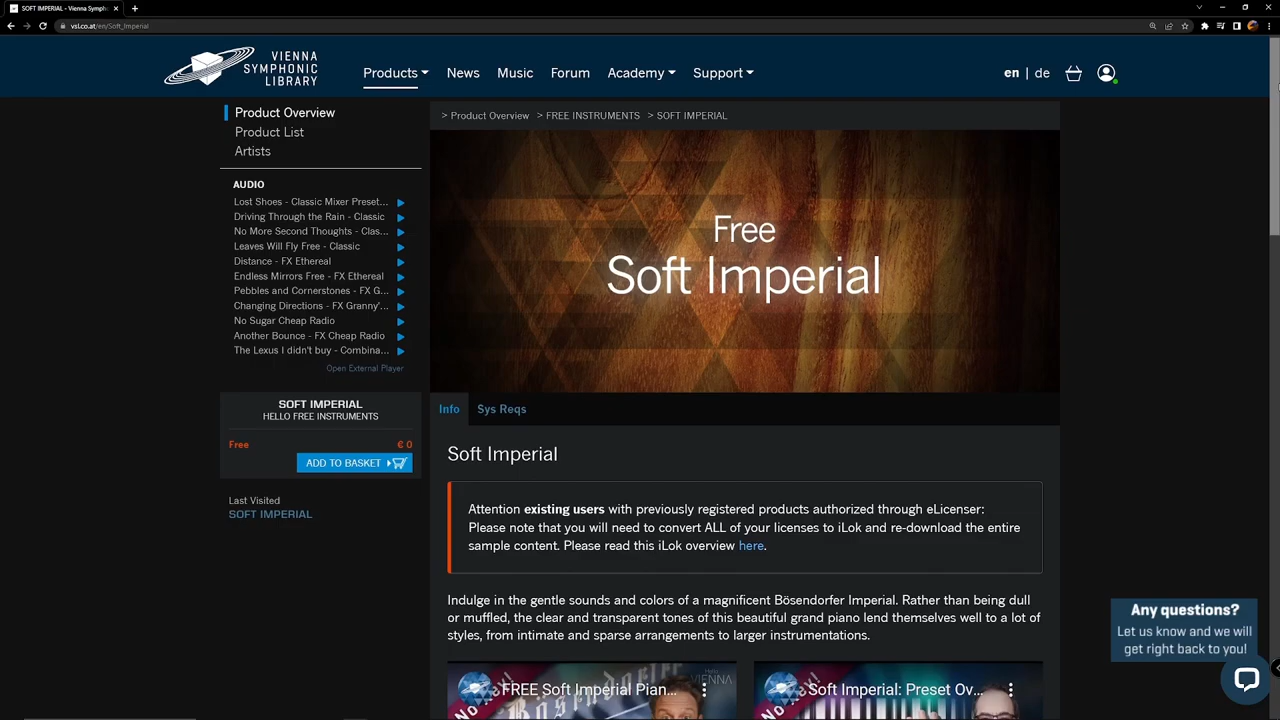 SOFT IMPERIAL - Vienna Symph
vsl.co.at/en/Soft_Imperial
VIENNA
SYMPHONIC
LIBRARY
Products
News
Music
Forum
Academy
Support
en | de
Product Overview
Product List
Artists
> Product Overview > FREE INSTRUMENTS > SOFT IMPERIAL
AUDIO
Lost Shoes - Classic Mixer Preset...
Driving Through the Rain - Classic
No More Second Thoughts - Clas...
Leaves Will Fly Free - Classic
Distance - FX Ethereal
Endless Mirrors Free - FX Ethereal
Pebbles and Cornerstones - FX G...
Changing Directions - FX Granny'...
No Sugar Cheap Radio
Another Bounce - FX Cheap Radio
The Lexus I didn't buy - Combina...
Open External Player
Free
Soft Imperial
SOFT IMPERIAL
HELLO FREE INSTRUMENTS
Free € 0
ADD TO BASKET
Last Visited
SOFT IMPERIAL
Info
Sys Reqs
Soft Imperial
Attention existing users with previously registered products authorized through eLicenser:
Please note that you will need to convert ALL of your licenses to iLok and re-download the entire
sample content. Please read this iLok overview here.
Indulge in the gentle sounds and colors of a magnificent Bösendorfer Imperial. Rather than being dull
or muffled, the clear and transparent tones of this beautiful grand piano lend themselves well to a lot of
styles, from intimate and sparse arrangements to larger instrumentations.
FREE Soft Imperial Pian...
Soft Imperial: Preset Ov...
Any questions?
Let us know and we will
get right back to you!